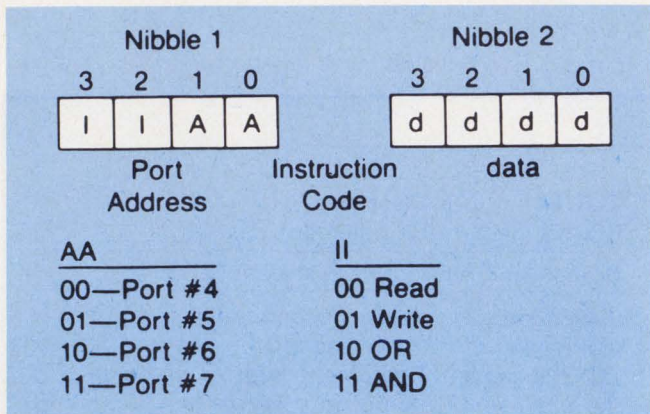 Nibble 1 Nibble 2
3 2 1 0 3 2 1 0
I I A A d d d d
Port Instruction data
Address Code
AA II
00—Port #4 00 Read
01—Port #5 01 Write
10—Port #6 10 OR
11—Port #7 11 AND